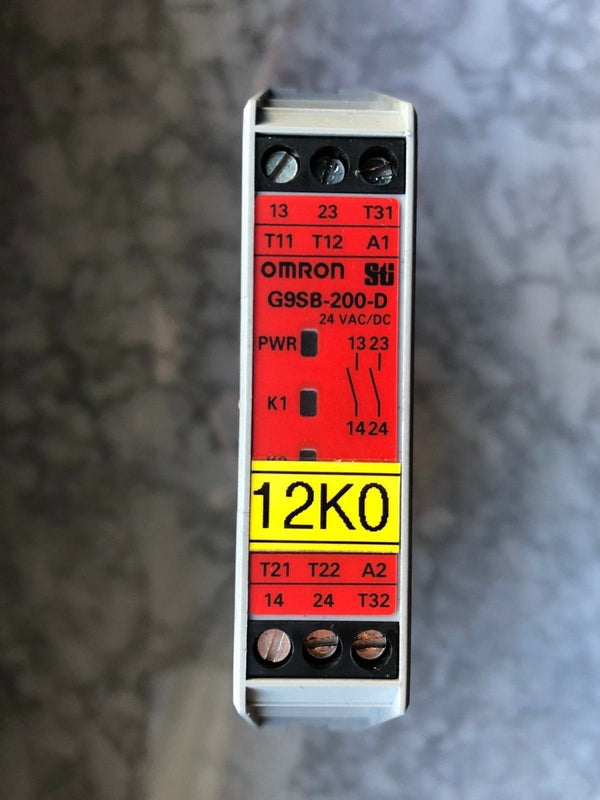 13 23 T31
T11 T12 A1
OMRON Sti
G9SB-200-D
24 VAC/DC
PWR 13 23
K1
14 24
12K0
T21 T22 A2
14 24 T32